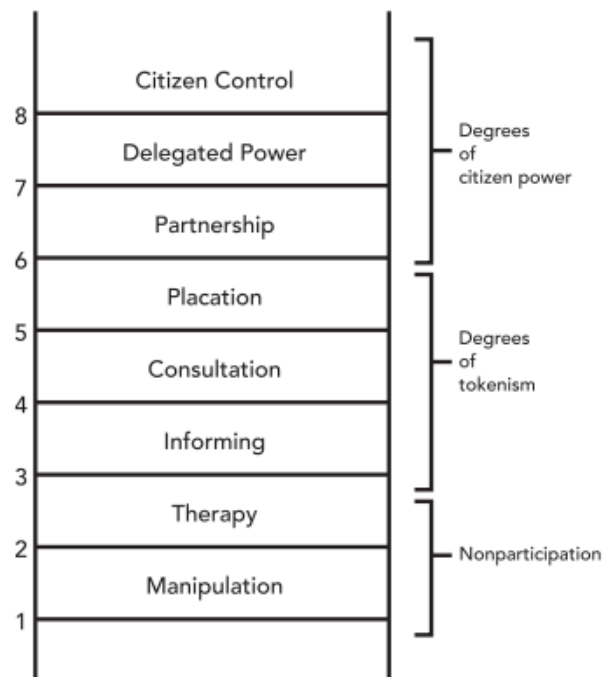 Citizen Control
8
Delegated Power
7
Partnership
6
Placation
5
Consultation
4
Informing
3
Therapy
2
Manipulation
1
Degrees
of
citizen power
Degrees
of
tokenism
Nonparticipation